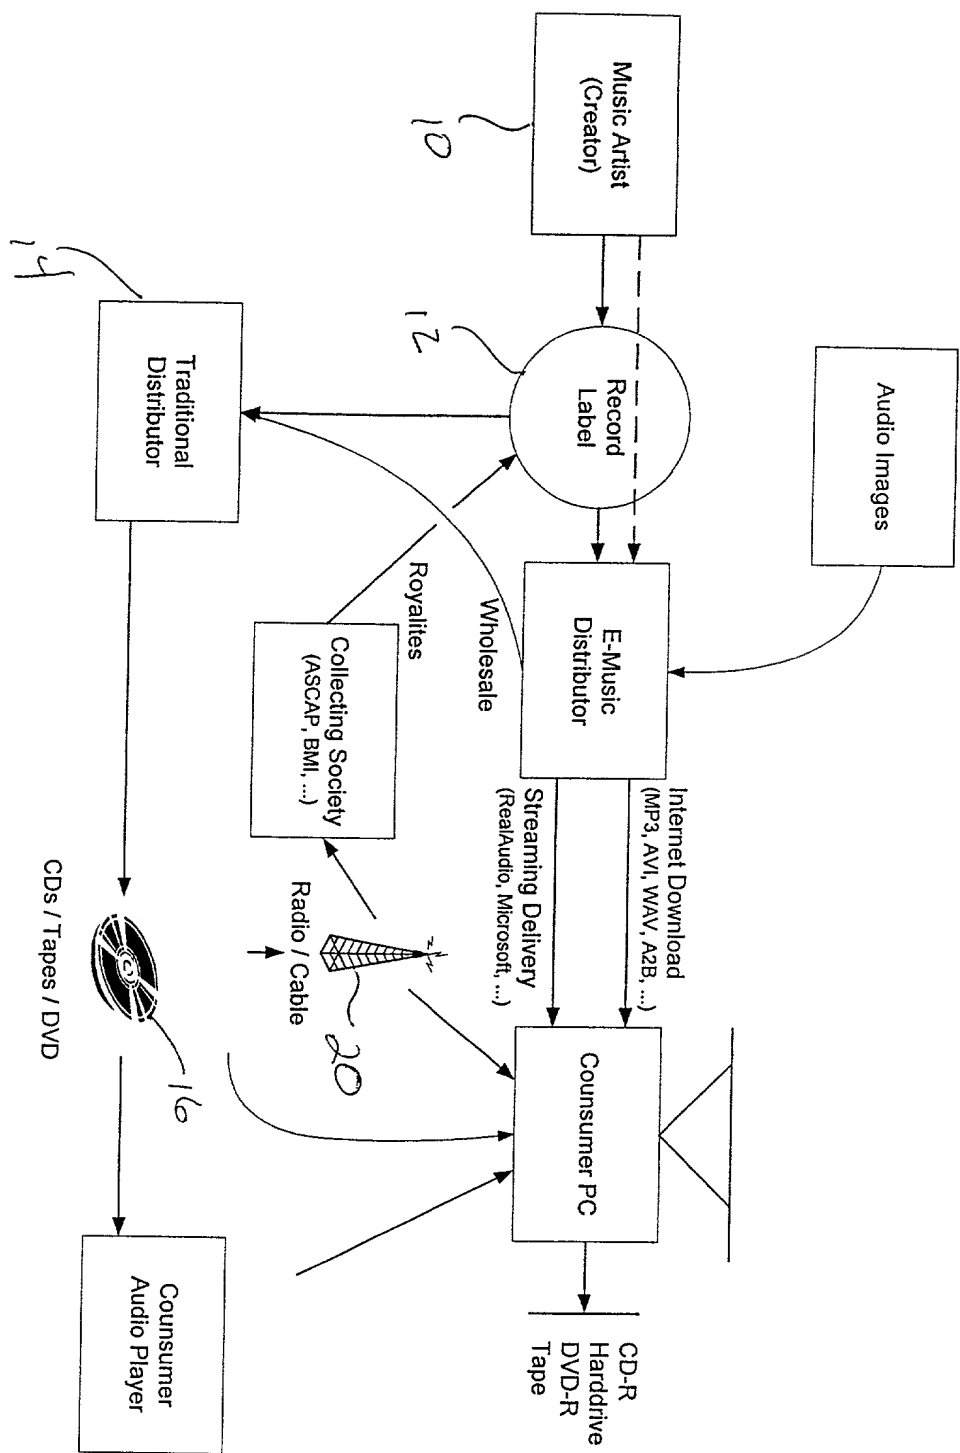 Audio Images
Music Artist
(Creator)
10
Record
Label
12
E-Music
Distributor
Internet Download
(MP3, AVI, WAV, A2B, ...)
Streaming Delivery
(RealAudio, Microsoft, ...)
Counsumer PC
CD-R
Harddrive
DVD-R
Tape
Wholesale
Royalites
Collecting Society
(ASCAP, BMI, ...)
20
Radio / Cable
Traditional
Distributor
14
16
CDs / Tapes / DVD
Counsumer
Audio Player